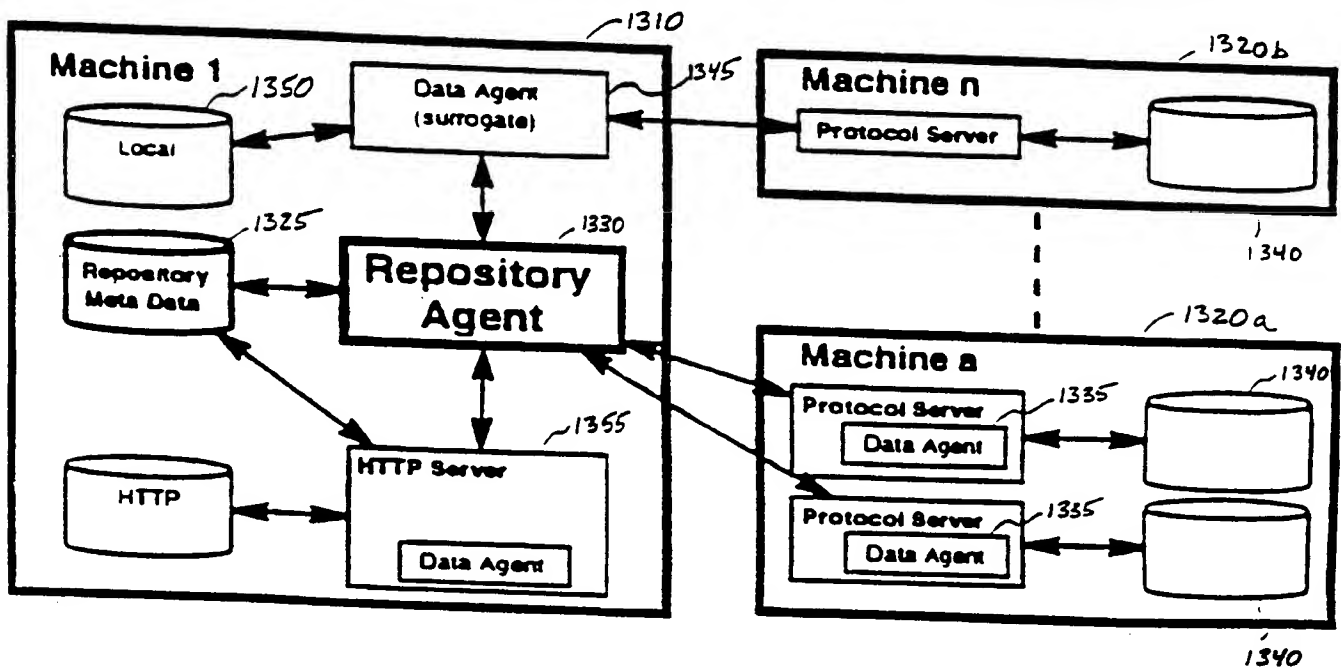 1310
Machine 1
1350
Local
Data Agent
(surrogate)
1345
1325
Repository
Meta Data
1330
Repository
Agent
1355
HTTP Server
Data Agent
HTTP
1320b
Machine n
Protocol Server
1340
1320a
Machine a
1340
Protocol Server
1335
Data Agent
Protocol Server
1335
Data Agent
1340